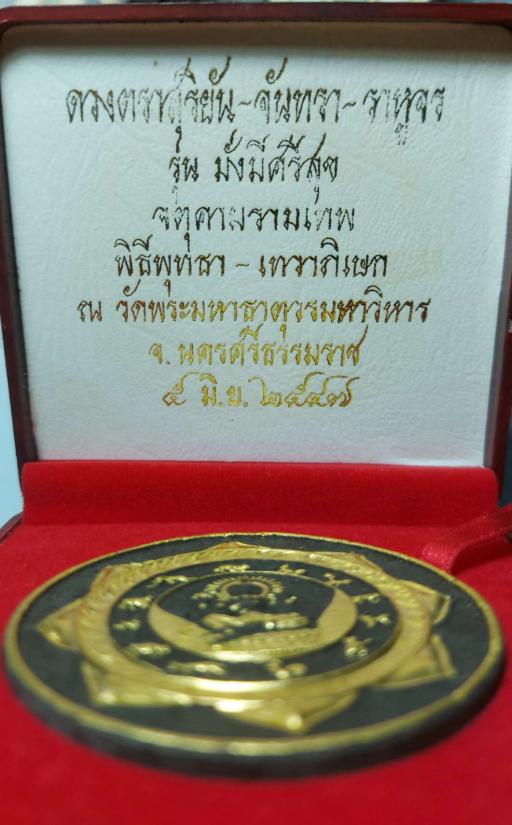 ดวงตราสุริยัน~จันทรา~ราหูจร
รุ่น มั่งมีศรีสุข
จตุคามรามเทพ
พิธีพุทธา~เทวาภิเษก
ณ วัดพระมหาธาตุวรมหาวิหาร
จ.นครศรีธรรมราช
๕ มิ.ย. ๒๕๔๗